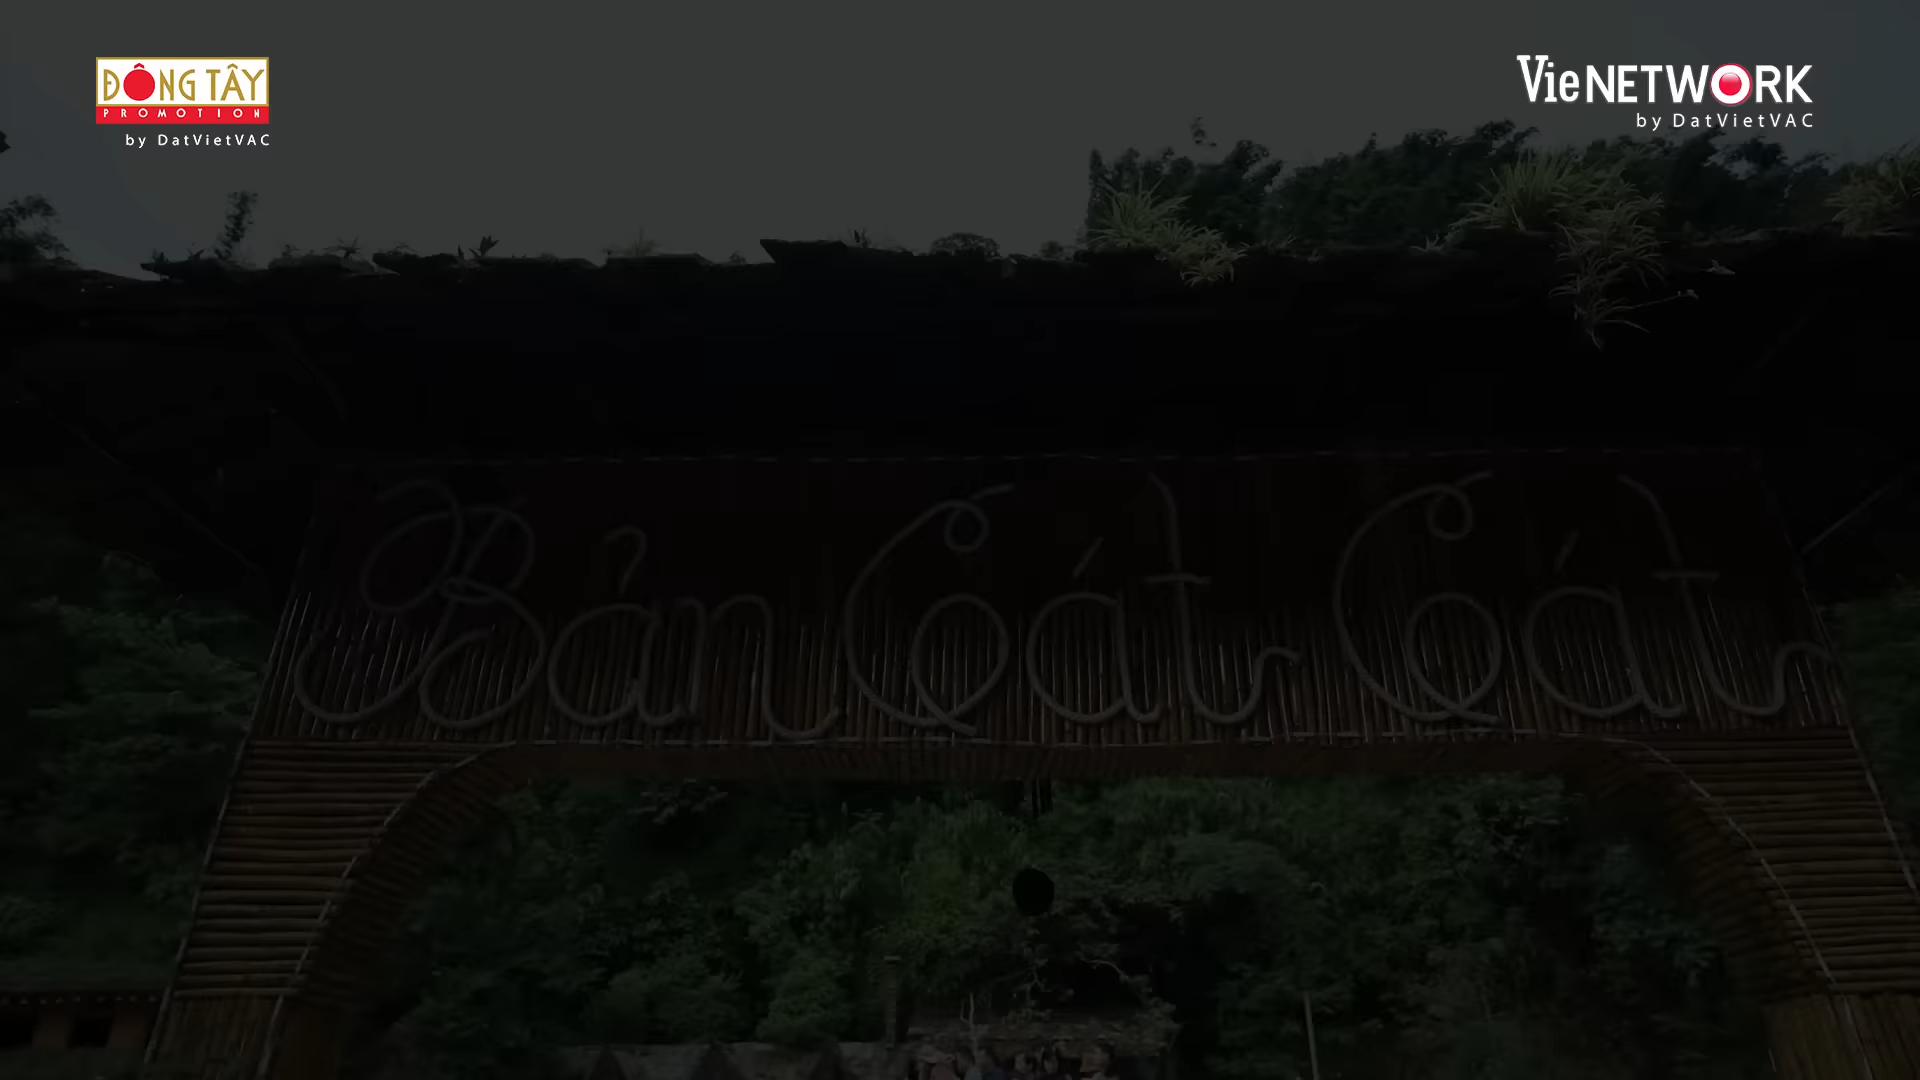 ĐÔNG TÂY
PROMOTION
by DatVietVAC
VieNETWORK
by DatVietVAC
Bản Cát Cát